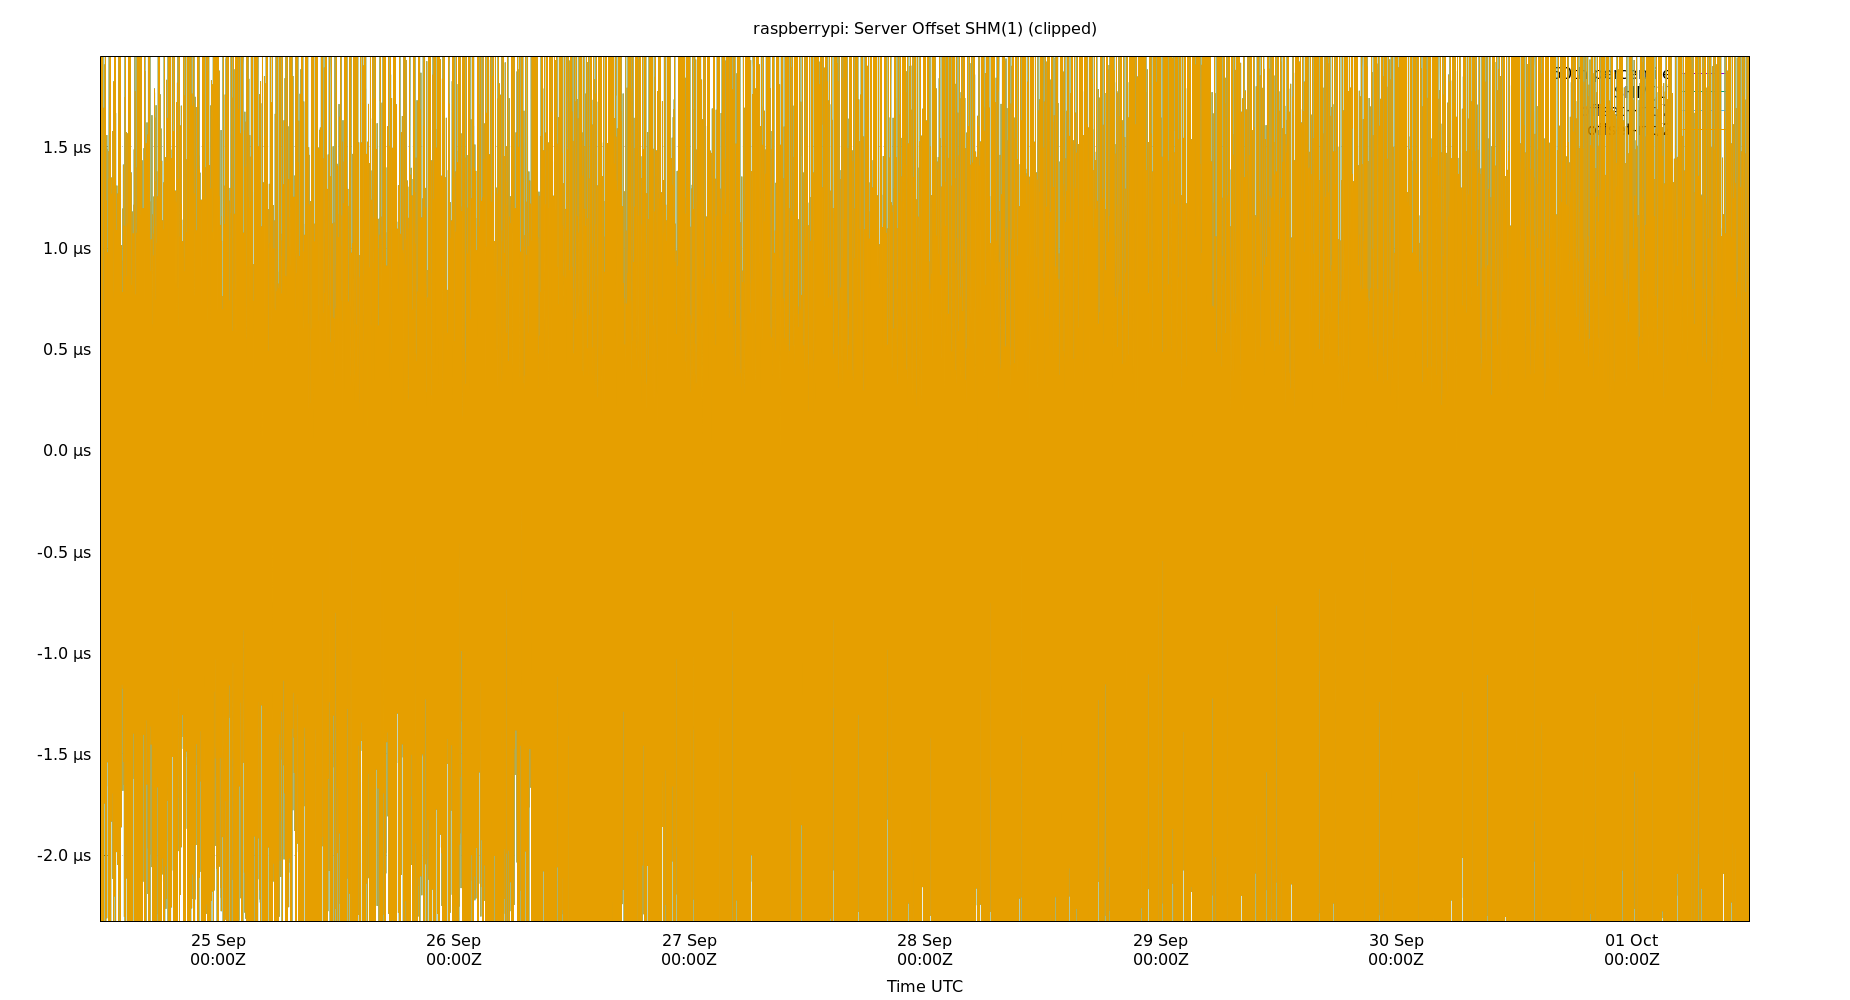 raspberrypi: Server Offset SHM(1) (clipped)
1.5 µs
1.0 µs
0.5 µs
0.0 µs
-0.5 µs
-1.0 µs
-1.5 µs
-2.0 µs
25 Sep 26 Sep 27 Sep 28 Sep 29 Sep 30 Sep 01 Oct
00:00Z 00:00Z 00:00Z 00:00Z 00:00Z 00:00Z 00:00Z
Time UTC